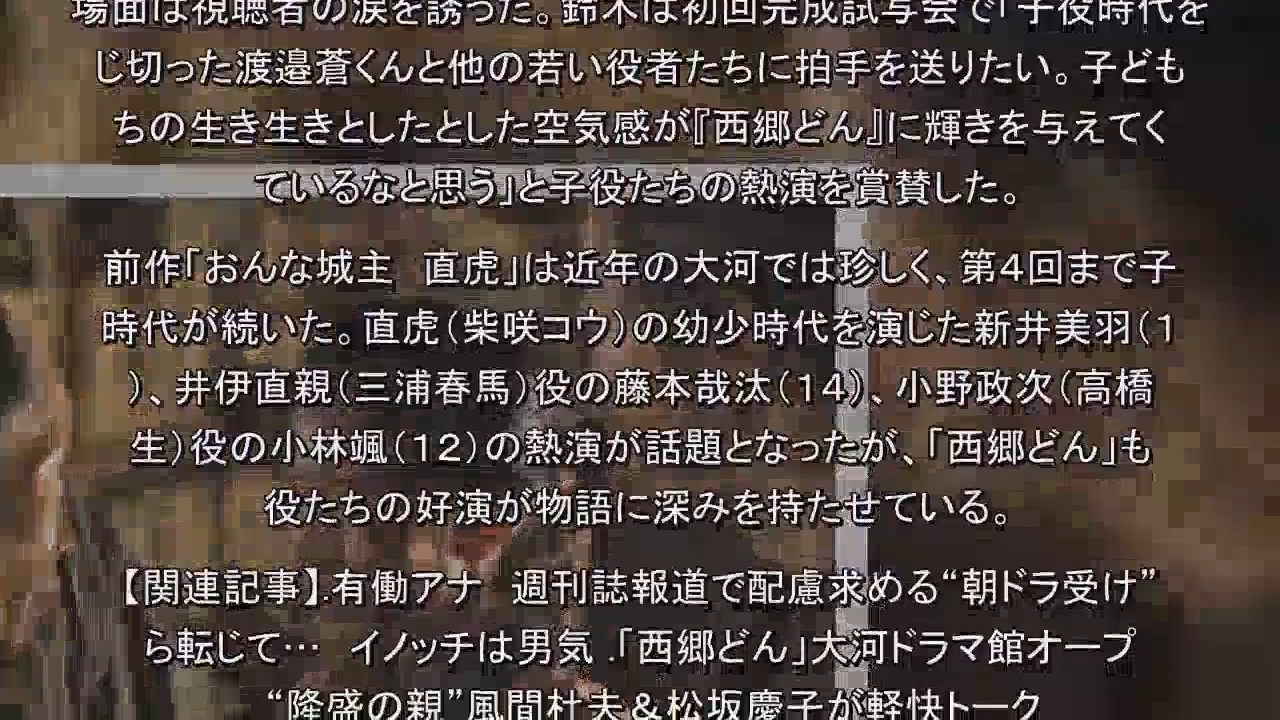 場面は視聴者の涙を誘った。鈴木は初回完成試写会で「子役時代を
じ切った渡邉蒼くんと他の若い役者たちに拍手を送りたい。子ども
ちの生き生きとしたとした空気感が『西郷どん』に輝きを与えてく
ているなと思う」と子役たちの熱演を賞賛した。
前作「おんな城主　直虎」は近年の大河では珍しく、第４回まで子
時代が続いた。直虎（柴咲コウ）の幼少時代を演じた新井美羽（１
）、井伊直親（三浦春馬）役の藤本哉汰（１４）、小野政次（高橋
生）役の小林颯（１２）の熱演が話題となったが、「西郷どん」も
役たちの好演が物語に深みを持たせている。
【関連記事】.有働アナ　週刊誌報道で配慮求める“朝ドラ受け”
ら転じて…　イノッチは男気 .「西郷どん」大河ドラマ館オープ
“隆盛の親”風間杜夫＆松坂慶子が軽快トーク